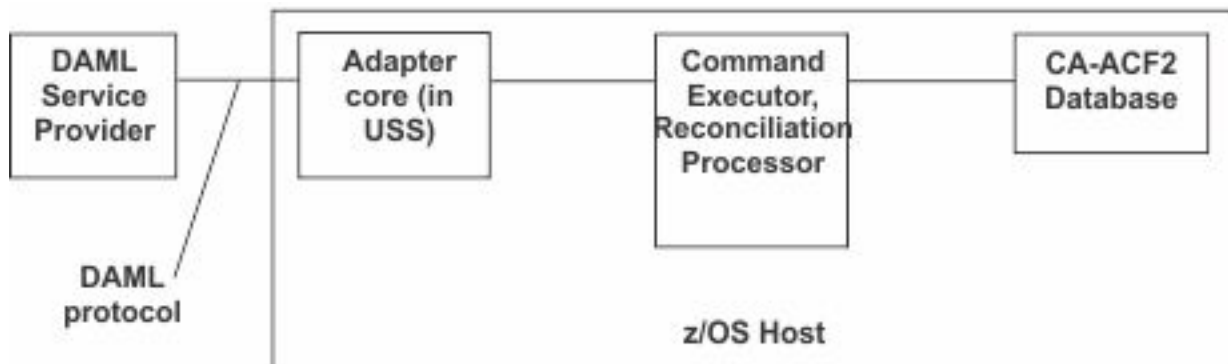 DAML
Service
Provider
Adapter
core (in
USS)
Command
Executor,
Reconciliation
Processor
CA-ACF2
Database
DAML
protocol
z/OS Host